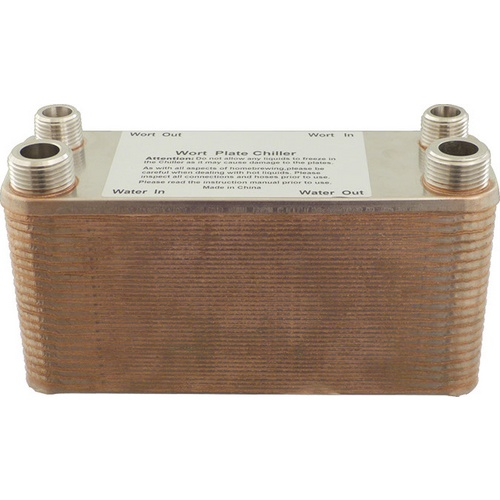 Wort Out Wort In
Wort Plate Chiller
Attention: Do not allow any liquids to freeze in
the Chiller as it may cause damage to the plates.
As with all aspects of homebrewing,please be
careful when dealing with hot liquids. Please
inspect all connections and hoses prior to use.
Please read the instruction manual prior to use.
Water In Made in China Water Out